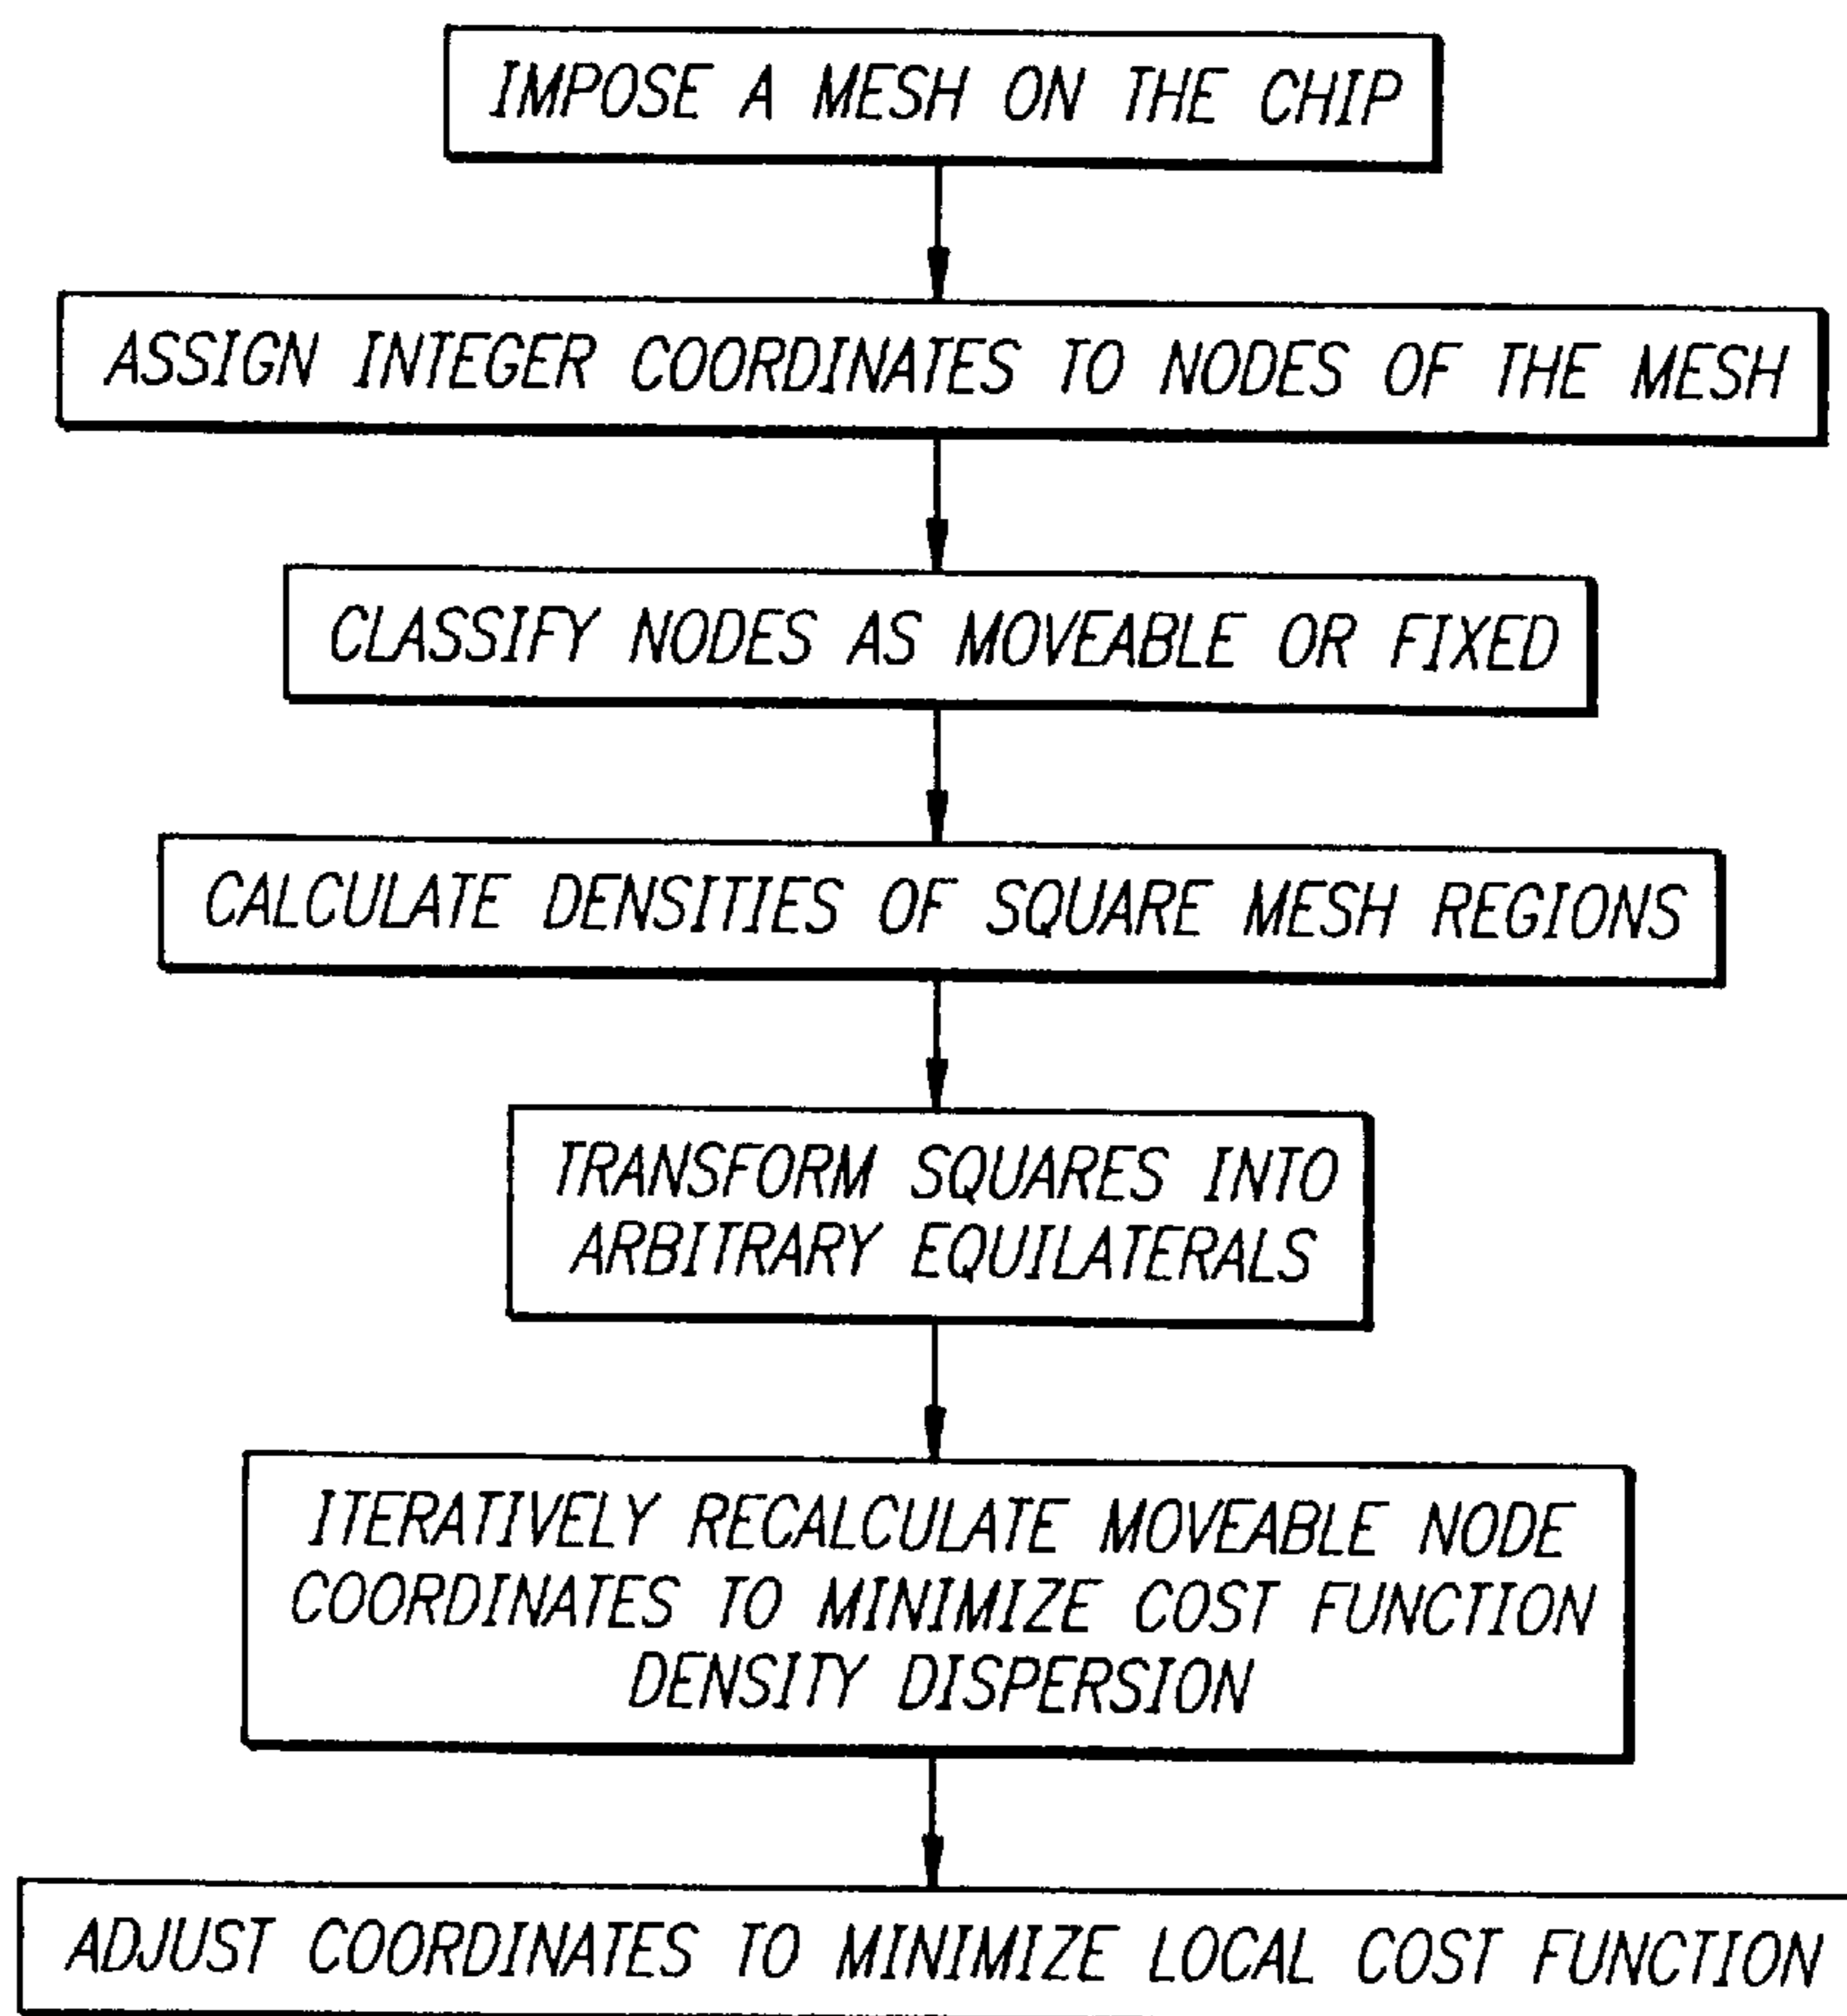 IMPOSE A MESH ON THE CHIP
ASSIGN INTEGER COORDINATES TO NODES OF THE MESH
CLASSIFY NODES AS MOVEABLE OR FIXED
CALCULATE DENSITIES OF SQUARE MESH REGIONS
TRANSFORM SQUARES INTO
ARBITRARY EQUILATERALS
ITERATIVELY RECALCULATE MOVEABLE NODE
COORDINATES TO MINIMIZE COST FUNCTION
DENSITY DISPERSION
ADJUST COORDINATES TO MINIMIZE LOCAL COST FUNCTION